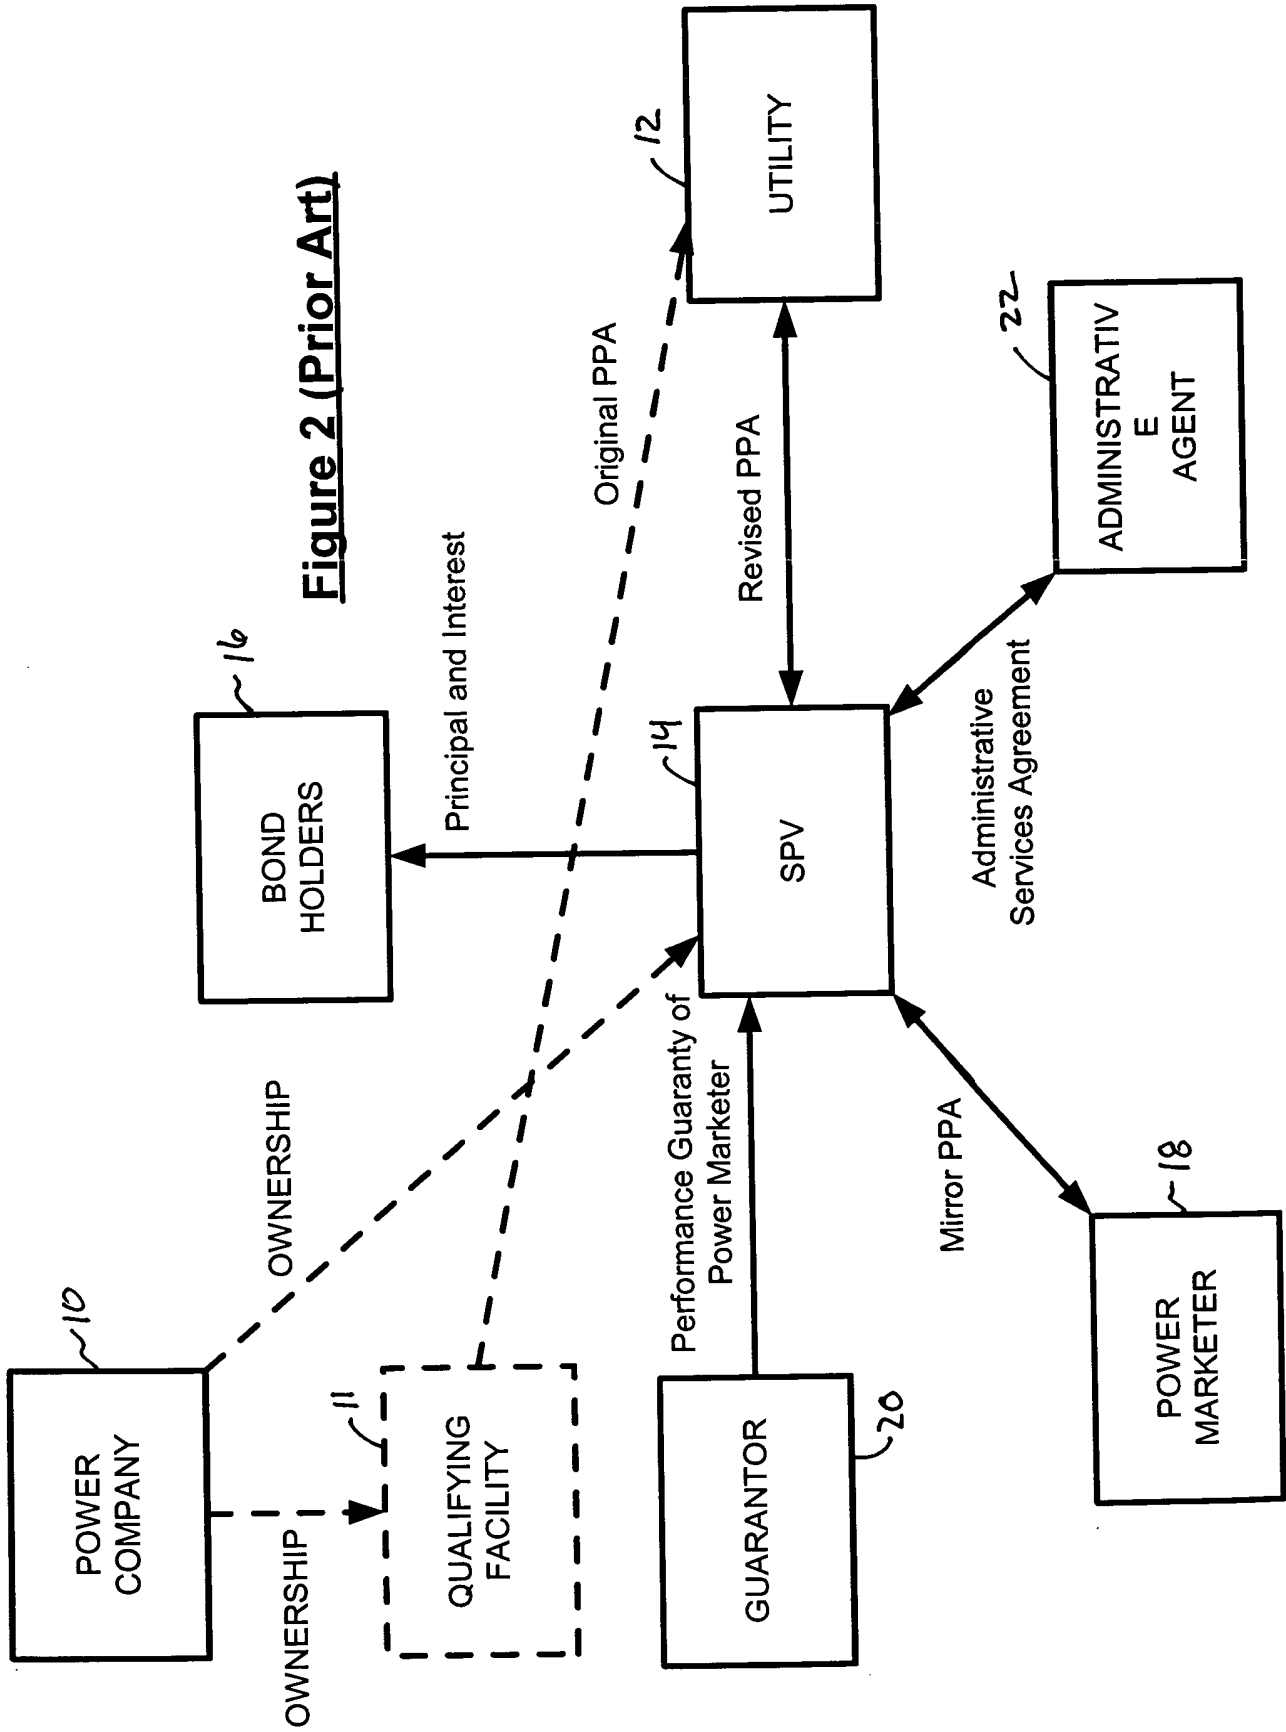 Figure 2 (Prior Art)
10
POWER
COMPANY
OWNERSHIP
OWNERSHIP
11
QUALIFYING
FACILITY
Original PPA
16
BOND
HOLDERS
Principal and Interest
12
UTILITY
Revised PPA
14
SPV
GUARANTOR
20
Performance Guaranty of
Power Marketer
Mirror PPA
18
POWER
MARKETER
Administrative
Services Agreement
22
ADMINISTRATIV
E
AGENT